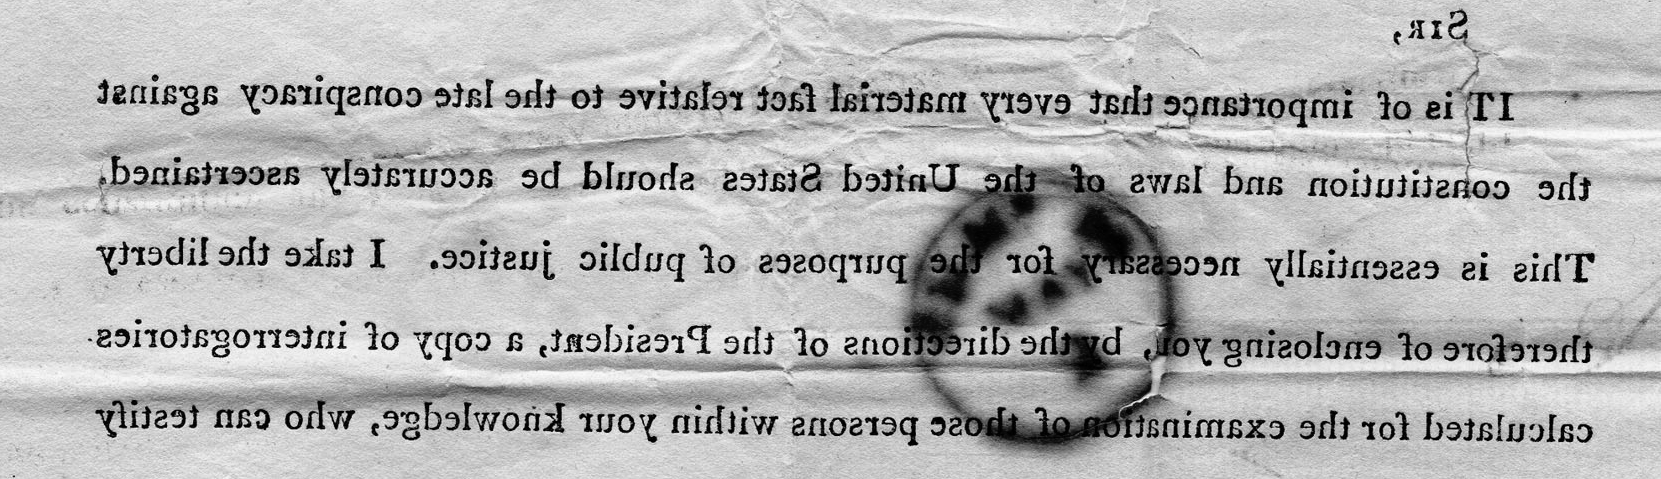 SIR,
IT is of importance that every material fact relative to the late conspiracy against
the constitution and laws of the United States should be accurately ascertained.
This is essentially necessary for the purposes of public justice. I take the liberty
therefore of enclosing you, by the directions of the President, a copy of interrogatories
calculated for the examination of those persons within your knowledge, who can testify